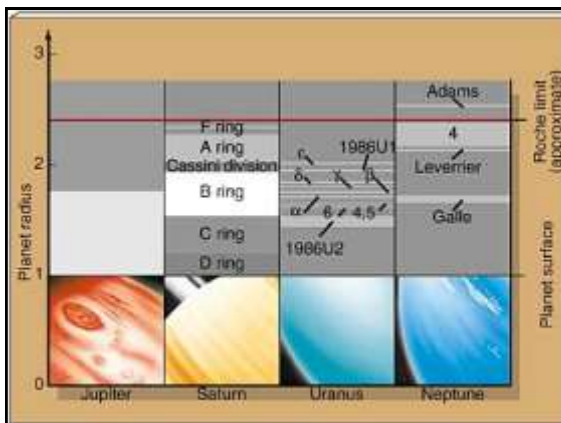 3
Adams
F ring
4
A ring
1986U1
Cassini division
ε
2
Leverrier
δ
γ
β
B ring
α
6
4,5
Galle
C ring
1986U2
D ring
1
0
Jupiter
Saturn
Uranus
Neptune
Planet radius
Roche limit
(approximate)
Planet surface